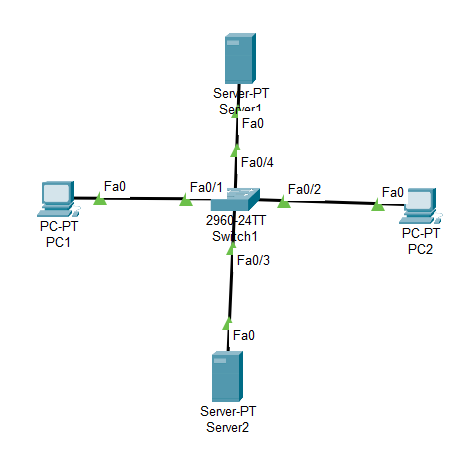 Server-PT
Server1
Fa0
Fa0/4
Fa0
Fa0/1
Fa0/2
Fa0
PC-PT
PC1
2960-24TT
Switch1
PC-PT
PC2
Fa0/3
Fa0
Server-PT
Server2